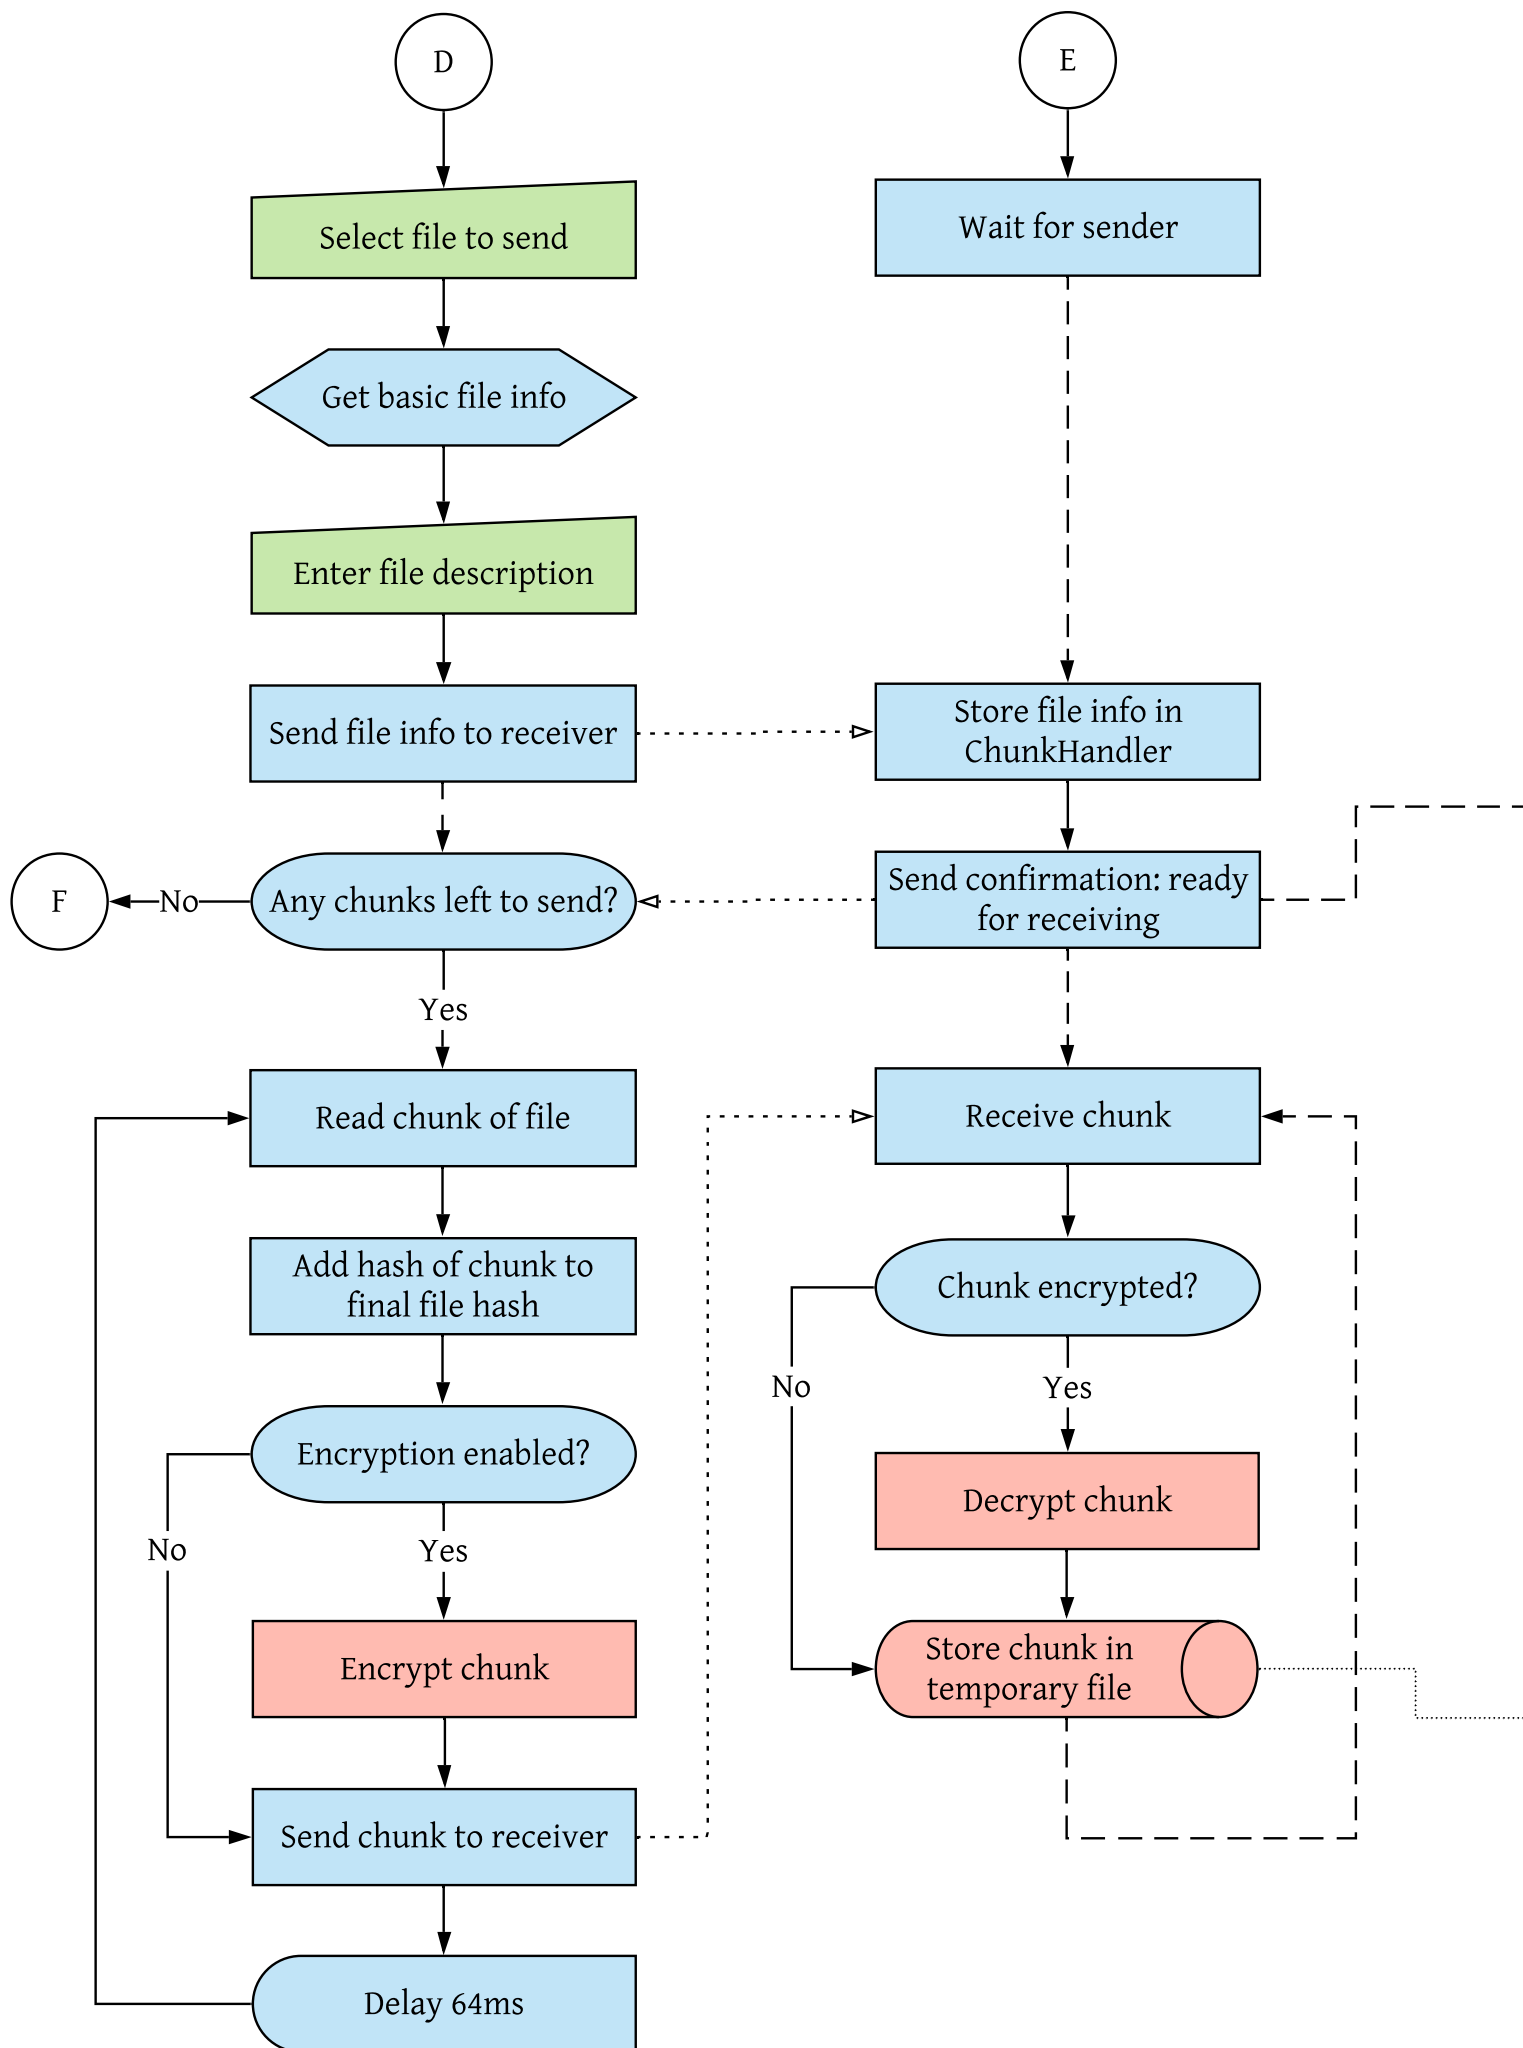 D
E
Select file to send
Wait for sender
Get basic file info
Enter file description
Send file info to receiver
Store file info in
ChunkHandler
F
No
Any chunks left to send?
Send confirmation: ready
for receiving
Yes
Read chunk of file
Receive chunk
Add hash of chunk to
final file hash
Chunk encrypted?
No
Yes
Encryption enabled?
Decrypt chunk
No
Yes
Encrypt chunk
Store chunk in
temporary file
Send chunk to receiver
Delay 64ms